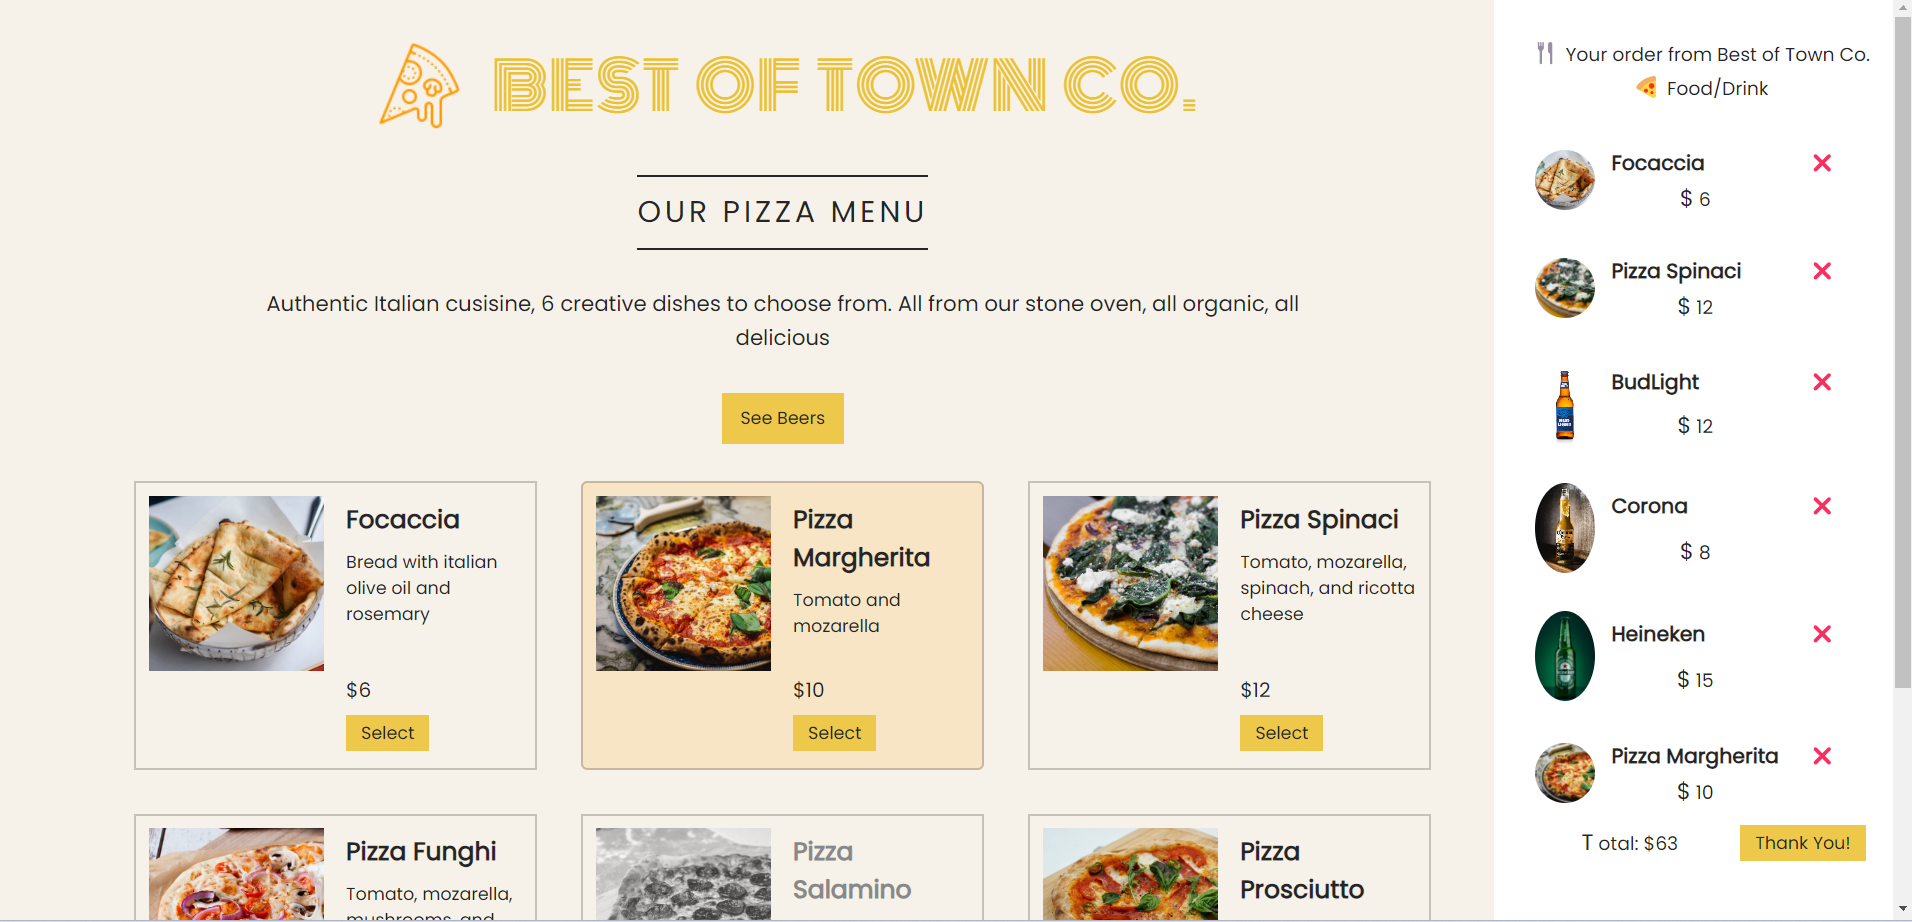 BEST OF TOWN CO.
OUR PIZZA MENU
Authentic Italian cusisine, 6 creative dishes to choose from. All from our stone oven, all organic, all
delicious
See Beers
Focaccia
Bread with italian
olive oil and
rosemary
$6
Select
Pizza
Margherita
Tomato and
mozarella
$10
Select
Pizza Spinaci
Tomato, mozarella,
spinach, and ricotta
cheese
$12
Select
Pizza Funghi
Tomato, mozarella,
mushrooms, and
Pizza
Salamino
Pizza
Prosciutto
Your order from Best of Town Co.
Food/Drink
Focaccia
$ 6
Pizza Spinaci
$ 12
BudLight
$ 12
Corona
$ 8
Heineken
$ 15
Pizza Margherita
$ 10
T otal: $63
Thank You!